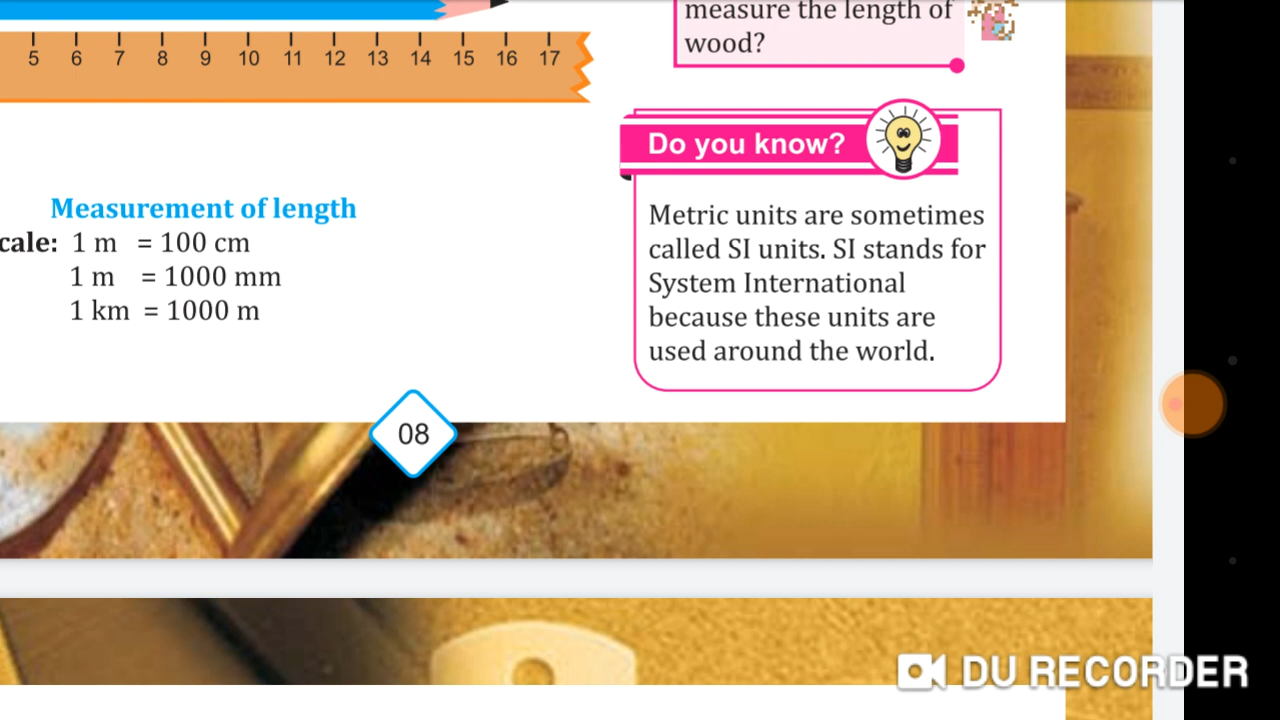 measure the length of
wood?
5 6 7 8 9 10 11 12 13 14 15 16 17
Do you know?
Metric units are sometimes
called SI units. SI stands for
System International
because these units are
used around the world.
Measurement of length
cale: 1 m = 100 cm
1 m = 1000 mm
1 km = 1000 m
08
DU RECORDER